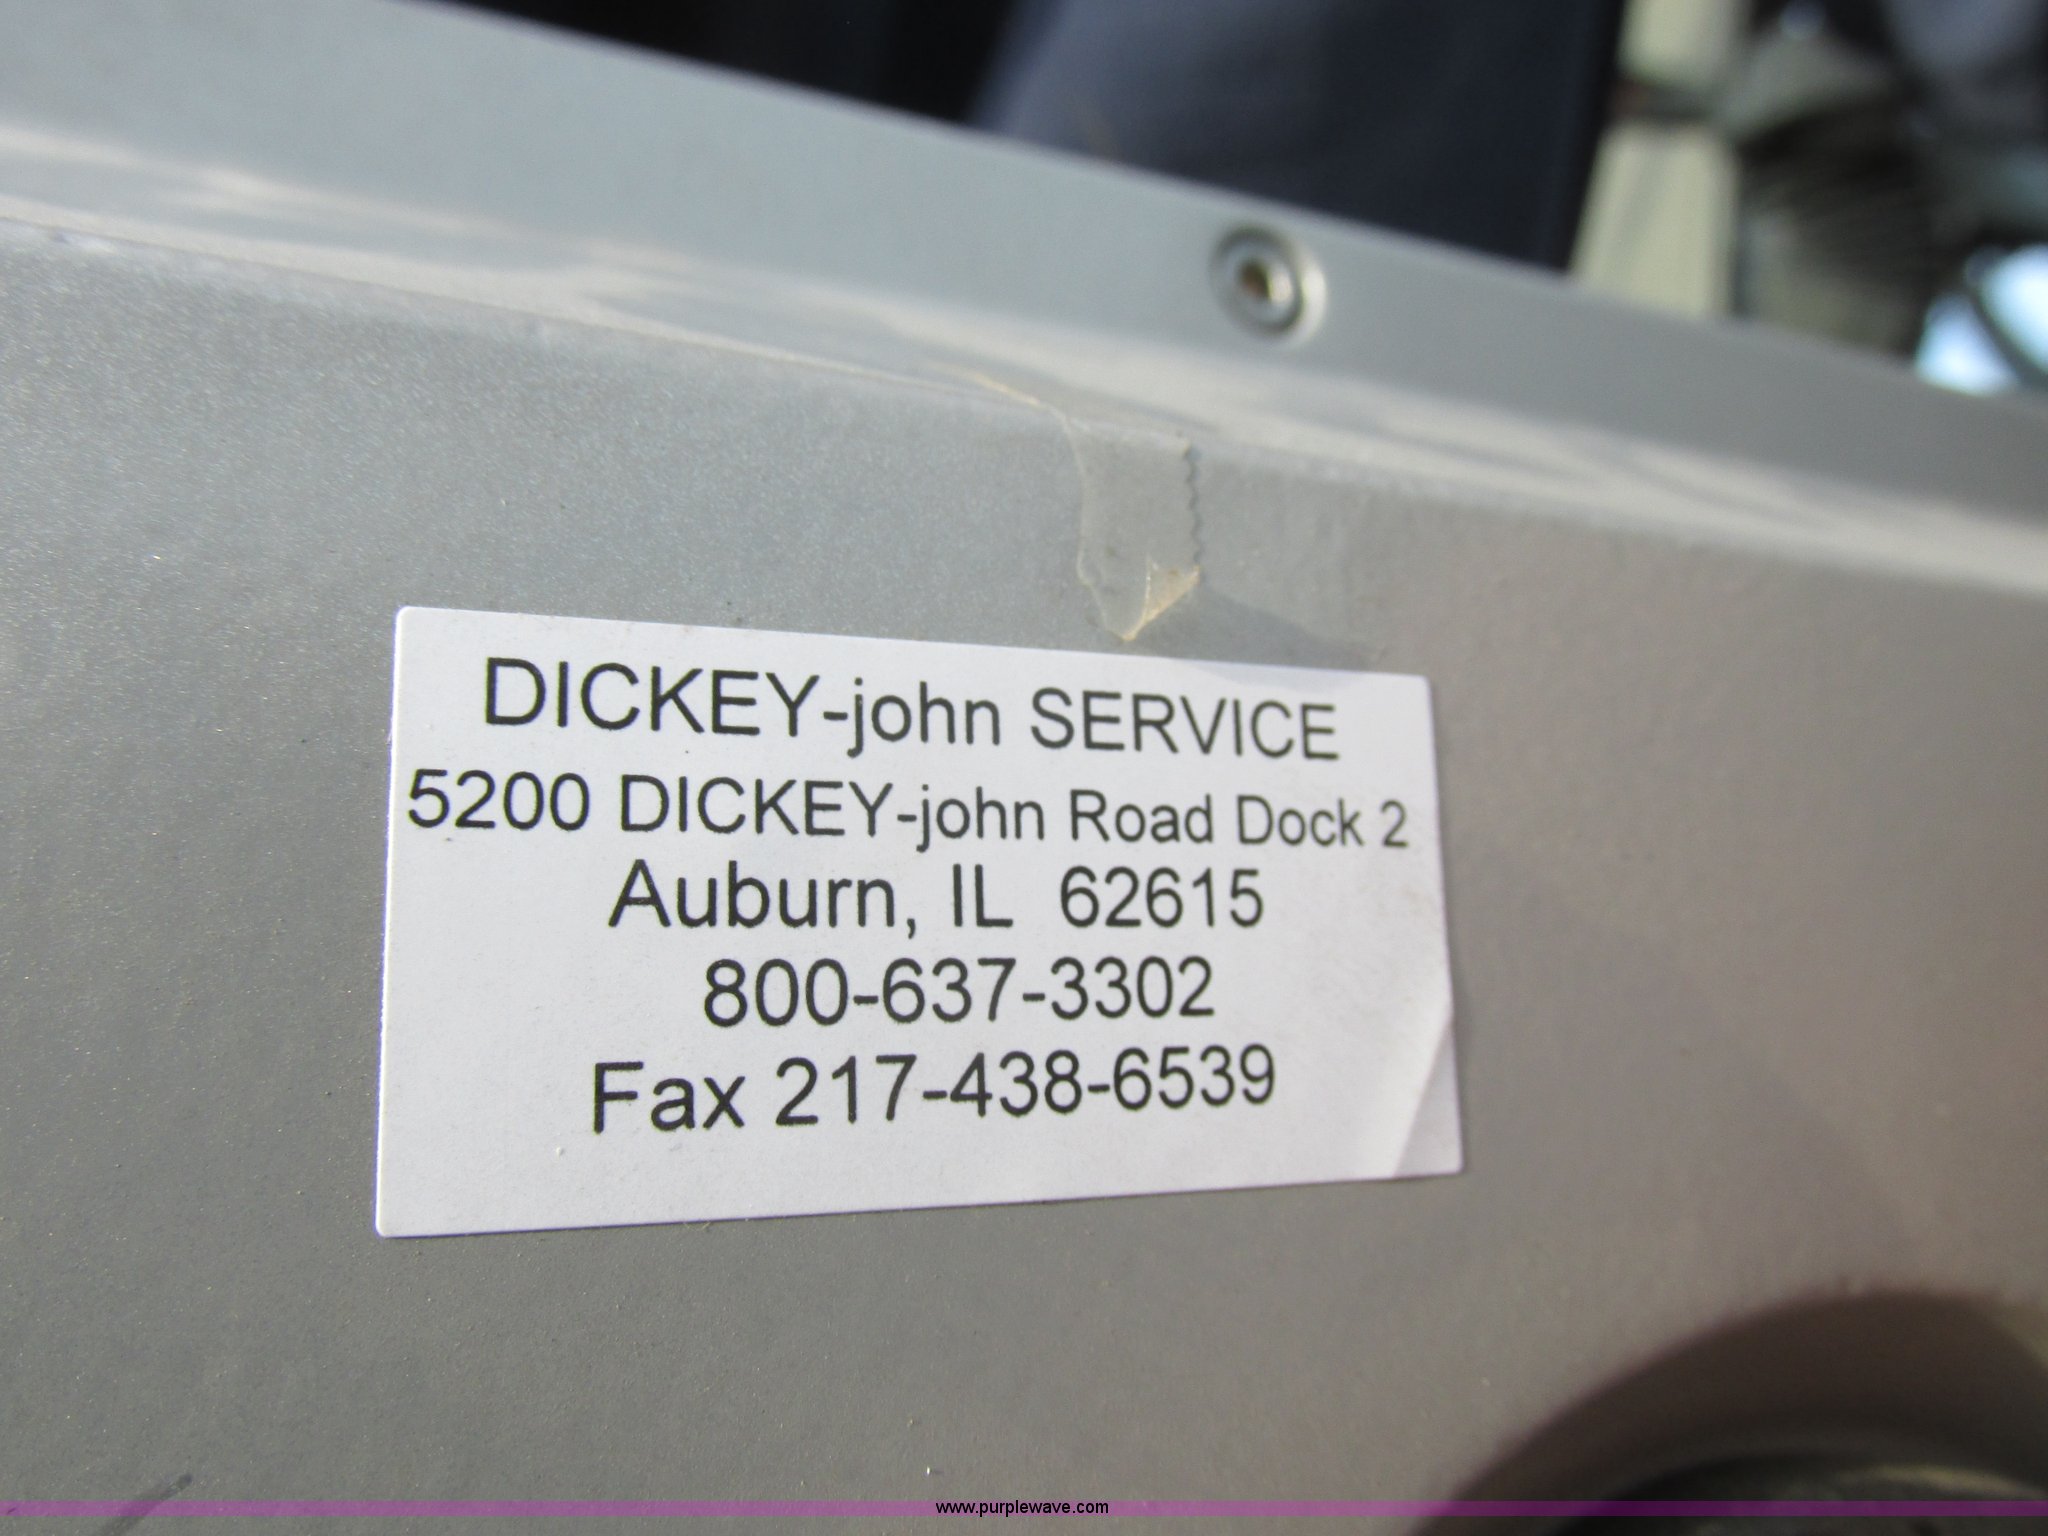 DICKEY-john SERVICE
5200 DICKEY-john Road Dock 2
Auburn, IL  62615
800-637-3302
Fax 217-438-6539
www.purplewave.com